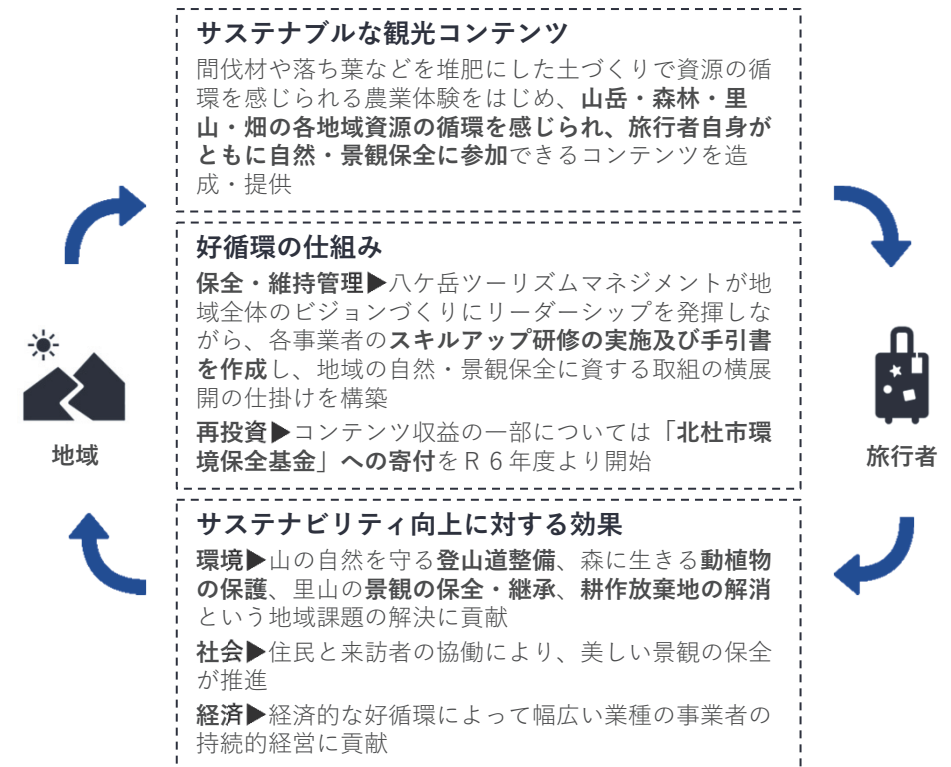 サステナブルな観光コンテンツ
間伐材や落ち葉などを堆肥にした土づくりで資源の循
環を感じられる農業体験をはじめ、山岳・森林・里
山・畑の各地域資源の循環を感じられ、旅行者自身が
ともに自然・景観保全に参加できるコンテンツを造
成・提供
好循環の仕組み
保全・維持管理▶八ケ岳ツーリズムマネジメントが地
域全体のビジョンづくりにリーダーシップを発揮しな
がら、各事業者のスキルアップ研修の実施及び手引書
を作成し、地域の自然・景観保全に資する取組の横展
開の仕掛けを構築
再投資▶コンテンツ収益の一部については「北杜市環
境保全基金」への寄付をR６年度より開始
地域
旅行者
サステナビリティ向上に対する効果
環境▶山の自然を守る登山道整備、森に生きる動植物
の保護、里山の景観の保全・継承、耕作放棄地の解消
という地域課題の解決に貢献
社会▶住民と来訪者の協働により、美しい景観の保全
が推進
経済▶経済的な好循環によって幅広い業種の事業者の
持続的経営に貢献